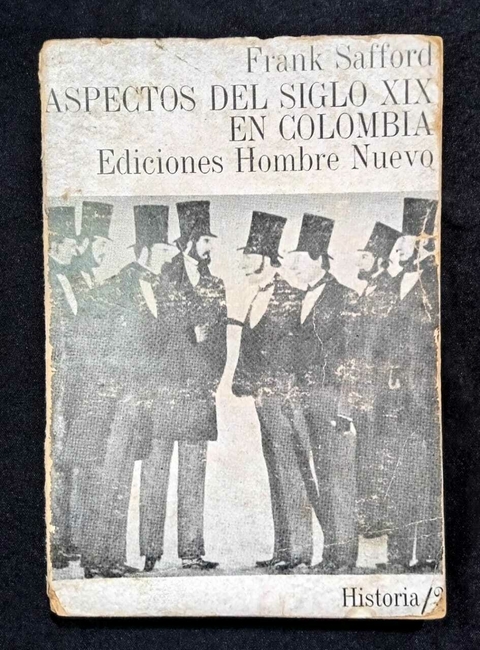 Frank Safford
ASPECTOS DEL SIGLO XIX
EN COLOMBIA
Ediciones Hombre Nuevo
Historia/2